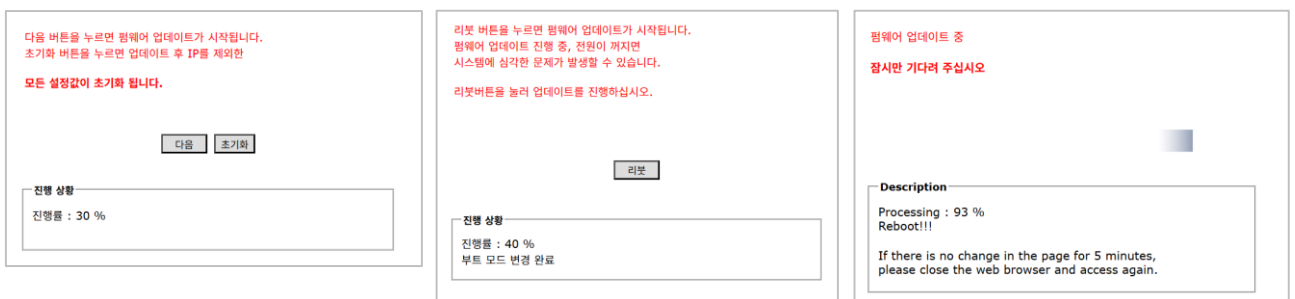 다음 버튼을 누르면 펌웨어 업데이트가 시작됩니다.
초기화 버튼을 누르면 업데이트 후 IP를 제외한
모든 설정값이 초기화 됩니다.
다음 초기화
진행 상황
진행률 : 30 %
리붓 버튼을 누르면 펌웨어 업데이트가 시작됩니다.
펌웨어 업데이트 진행 중, 전원이 꺼지면
시스템에 심각한 문제가 발생할 수 있습니다.
리붓버튼을 눌러 업데이트를 진행하십시오.
리붓
진행 상황
진행률 : 40 %
부트 모드 변경 완료
펌웨어 업데이트 중
잠시만 기다려 주십시오
Description
Processing : 93 %
Reboot!!!
If there is no change in the page for 5 minutes,
please close the web browser and access again.